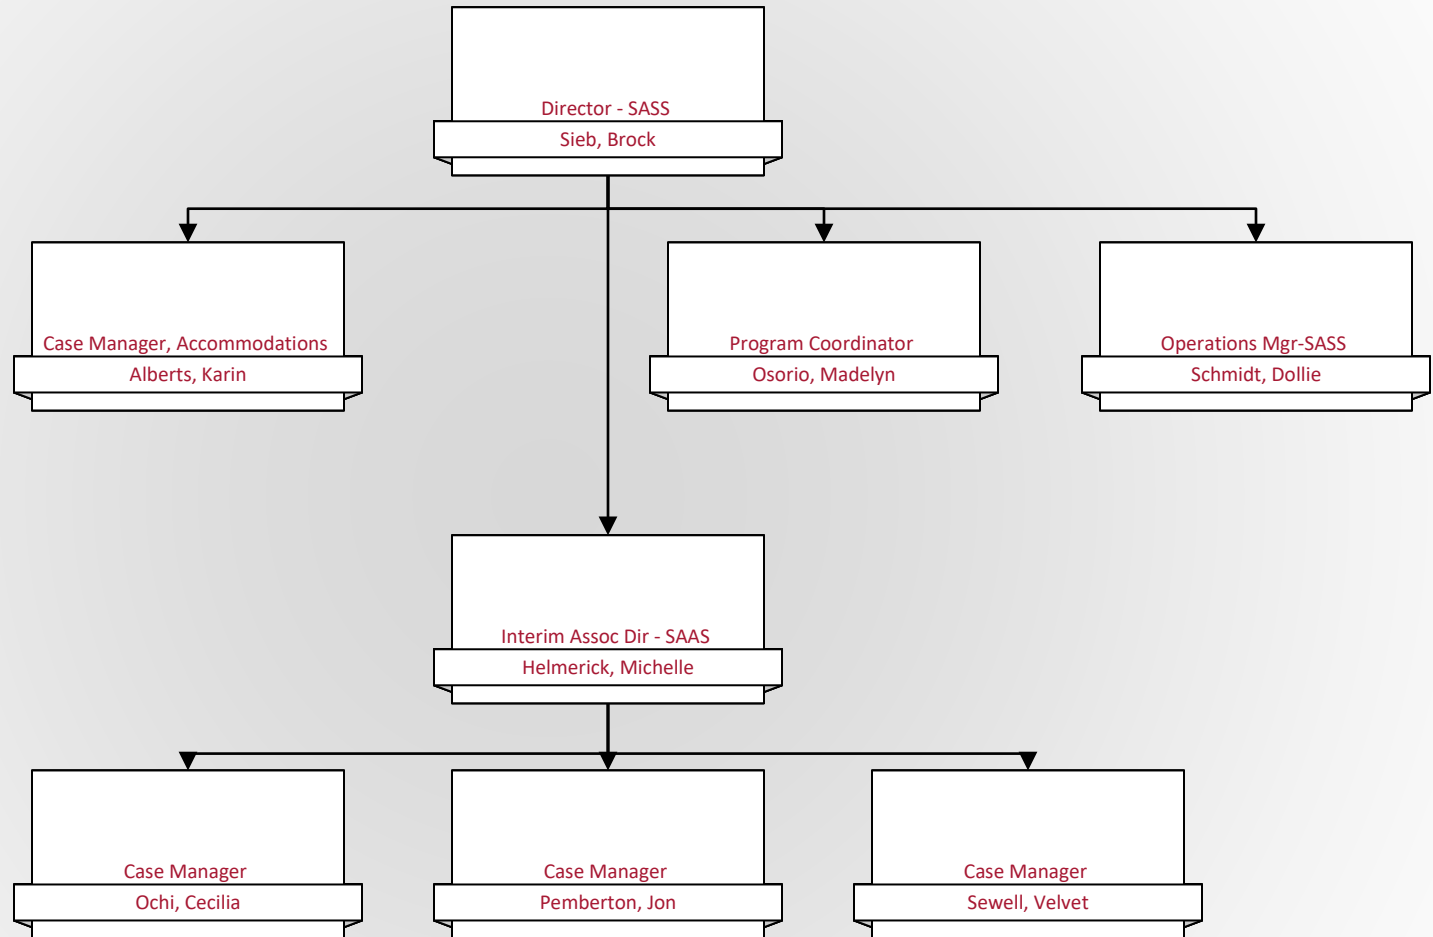 Director - SASS
Sieb, Brock
Case Manager, Accommodations
Alberts, Karin
Program Coordinator
Osorio, Madelyn
Operations Mgr-SASS
Schmidt, Dollie
Interim Assoc Dir - SAAS
Helmerick, Michelle
Case Manager
Ochi, Cecilia
Case Manager
Pemberton, Jon
Case Manager
Sewell, Velvet